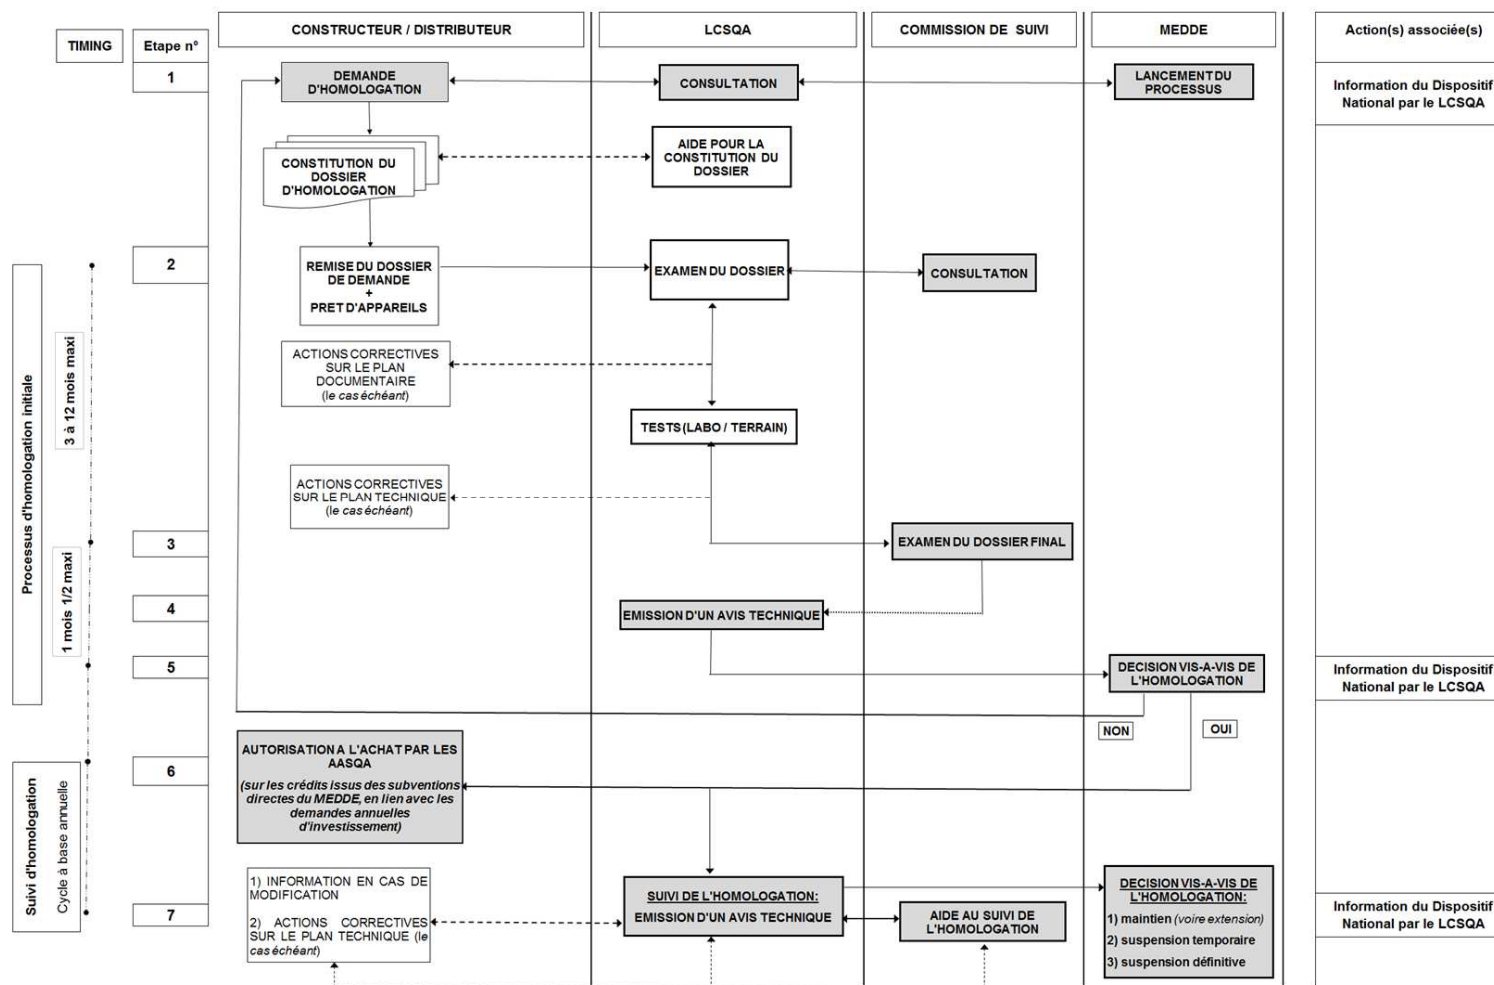 TIMING
Etape n°
CONSTRUCTEUR / DISTRIBUTEUR
LCSQA
COMMISSION DE SUIVI
MEDDE
Action(s) associée(s)
1
DEMANDE
D'HOMOLOGATION
CONSULTATION
LANCEMENT DU
PROCESSUS
Information du Dispositif
National par le LCSQA
CONSTITUTION DU
DOSSIER
D'HOMOLOGATION
AIDE POUR LA
CONSTITUTION DU
DOSSIER
Processus d'homologation initiale
3 à 12 mois maxi
2
REMISE DU DOSSIER
DE DEMANDE
+
PRET D'APPAREILS
EXAMEN DU DOSSIER
CONSULTATION
ACTIONS CORRECTIVES
SUR LE PLAN
DOCUMENTAIRE
(le cas échéant)
TESTS (LABO / TERRAIN)
ACTIONS CORRECTIVES
SUR LE PLAN TECHNIQUE
(le cas échéant)
1 mois 1/2 maxi
3
EXAMEN DU DOSSIER FINAL
4
EMISSION D'UN AVIS TECHNIQUE
5
DECISION VIS-A-VIS DE
L'HOMOLOGATION
Information du Dispositif
National par le LCSQA
NON
OUI
Suivi d'homologation
Cycle à base annuelle
6
AUTORISATION A L'ACHAT PAR LES
AASQA
(sur les crédits issus des subventions
directes du MEDDE, en lien avec les
demandes annuelles
d'investissement)
7
1) INFORMATION EN CAS DE
MODIFICATION
2) ACTIONS CORRECTIVES
SUR LE PLAN TECHNIQUE (le
cas échéant)
SUIVI DE L'HOMOLOGATION:
EMISSION D'UN AVIS TECHNIQUE
AIDE AU SUIVI DE
L'HOMOLOGATION
DECISION VIS-A-VIS DE
L'HOMOLOGATION:
1) maintien (voire extension)
2) suspension temporaire
3) suspension définitive
Information du Dispositif
National par le LCSQA